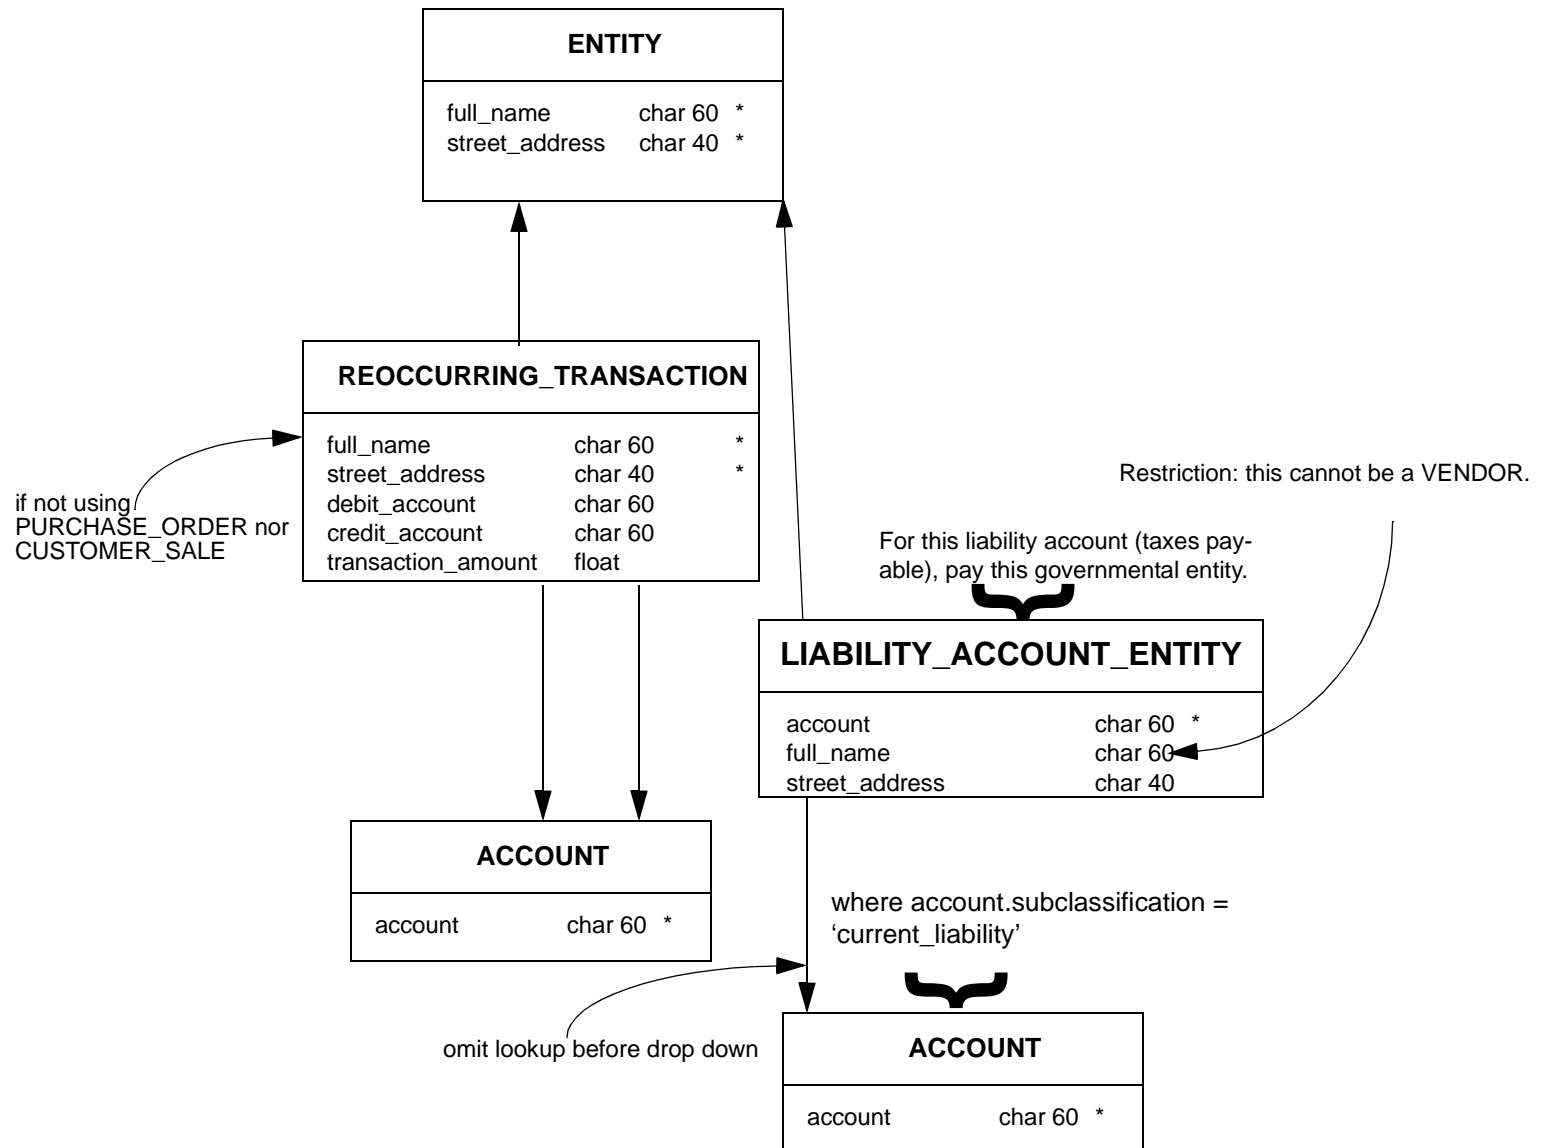 ENTITY
full_name char 60 *
street_address char 40 *
REOCCURRING_TRANSACTION
full_name char 60 *
street_address char 40 *
debit_account char 60
credit_account char 60
transaction_amount float
if not using
PURCHASE_ORDER nor
CUSTOMER_SALE
Restriction: this cannot be a VENDOR.
For this liability account (taxes pay-
able), pay this governmental entity.
LIABILITY_ACCOUNT_ENTITY
account char 60 *
full_name char 60
street_address char 40
ACCOUNT
account char 60 *
where account.subclassification =
‘current_liability’
omit lookup before drop down
ACCOUNT
account char 60 *